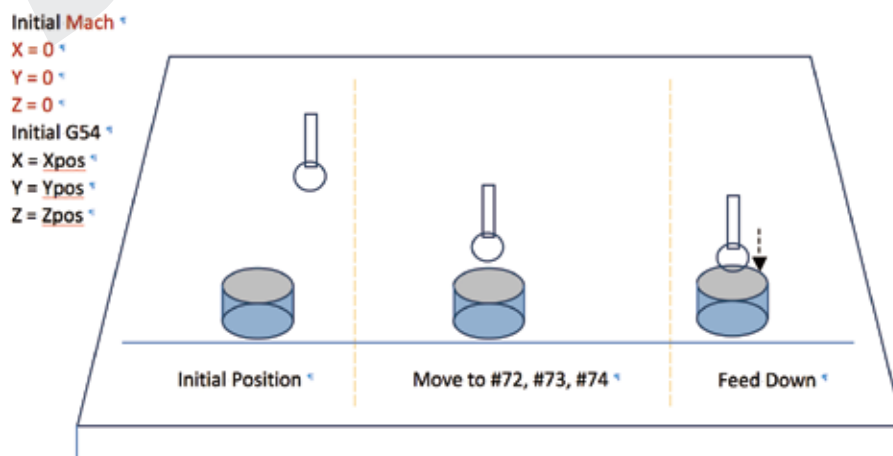 Initial Mach
X = 0
Y = 0
Z = 0
Initial G54
X = Xpos
Y = Ypos
Z = Zpos
Initial Position
Move to #72, #73, #74
Feed Down